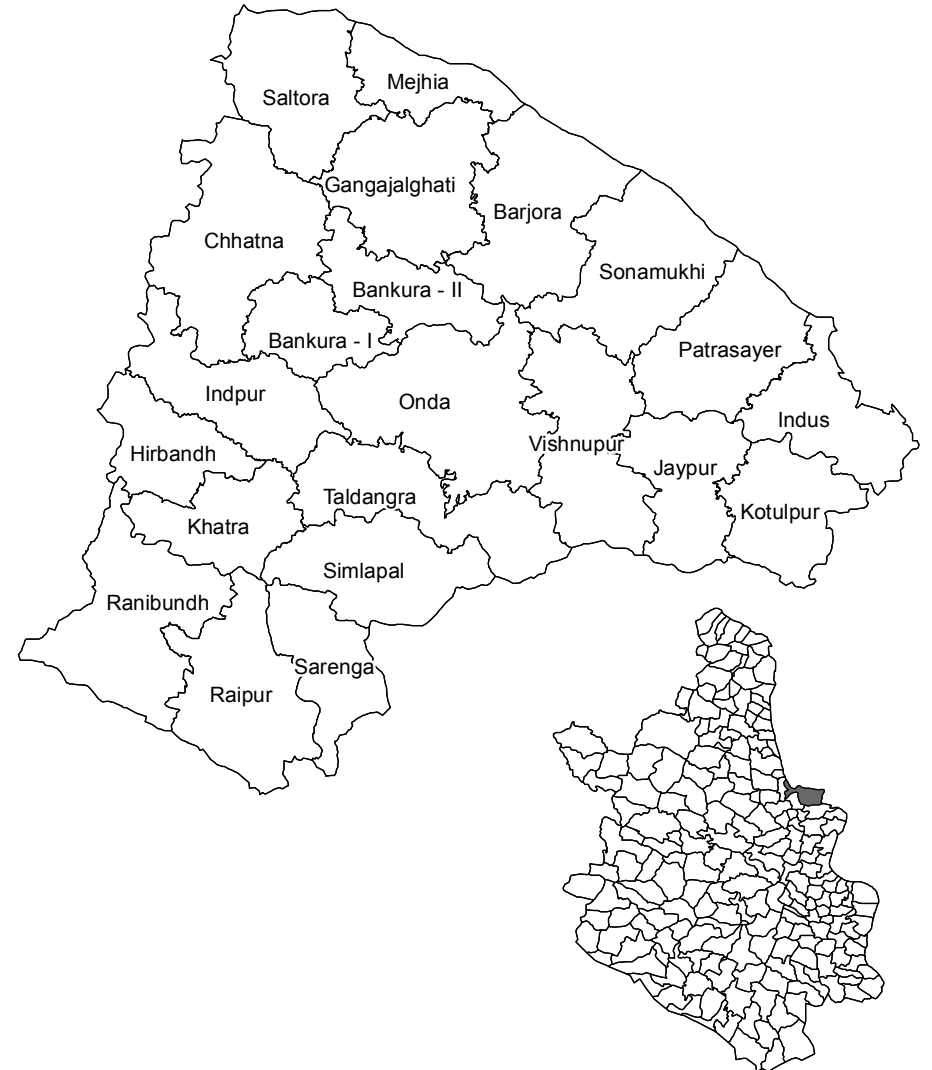 Mejhia
Saltora
Gangajalghati
Barjora
Chhatna
Sonamukhi
Bankura - II
Bankura - I
Patrasayer
Indpur
Onda
Indus
Vishnupur
Hirbandh
Jaypur
Taldangra
Kotulpur
Khatra
Simlapal
Ranibundh
Sarenga
Raipur